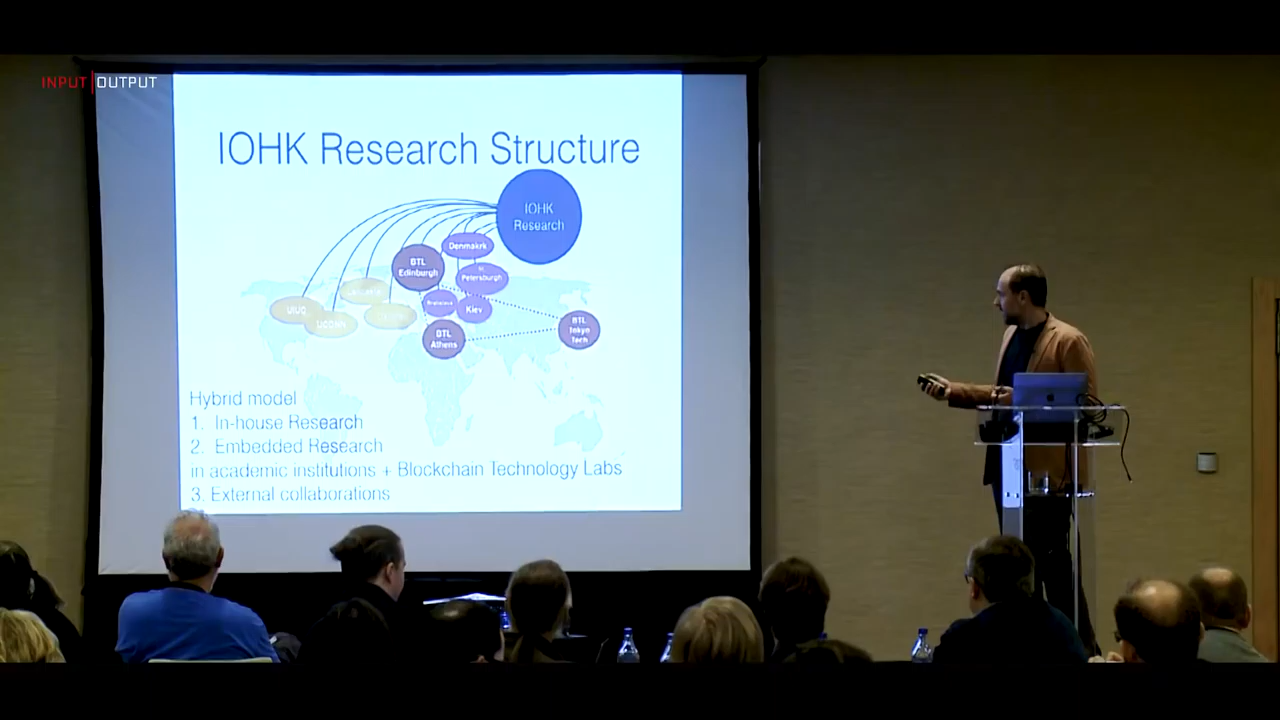 INPUT|OUTPUT
IOHK Research Structure
IOHK
Research
Denmakrk
BTL
Edinburgh
Petersburgh
UIUC
UCONN
Kiev
BTL
Athens
BTL
Tokyo
Tech
Hybrid model
1. In-house Research
2. Embedded Research
in academic institutions + Blockchain Technology Labs
3. External collaborations